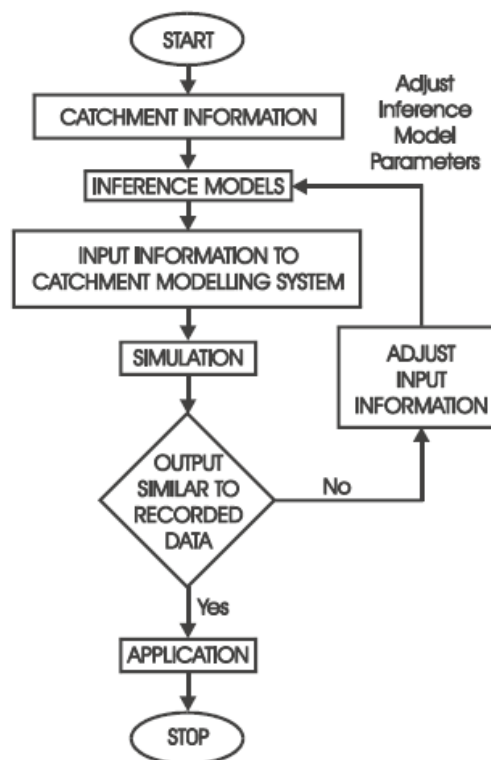 START
CATCHMENT INFORMATION
Adjust
Inference
Model
Parameters
INFERENCE MODELS
INPUT INFORMATION TO
CATCHMENT MODELLING SYSTEM
SIMULATION
ADJUST
INPUT
INFORMATION
OUTPUT
SIMILAR TO
RECORDED
DATA
No
Yes
APPLICATION
STOP